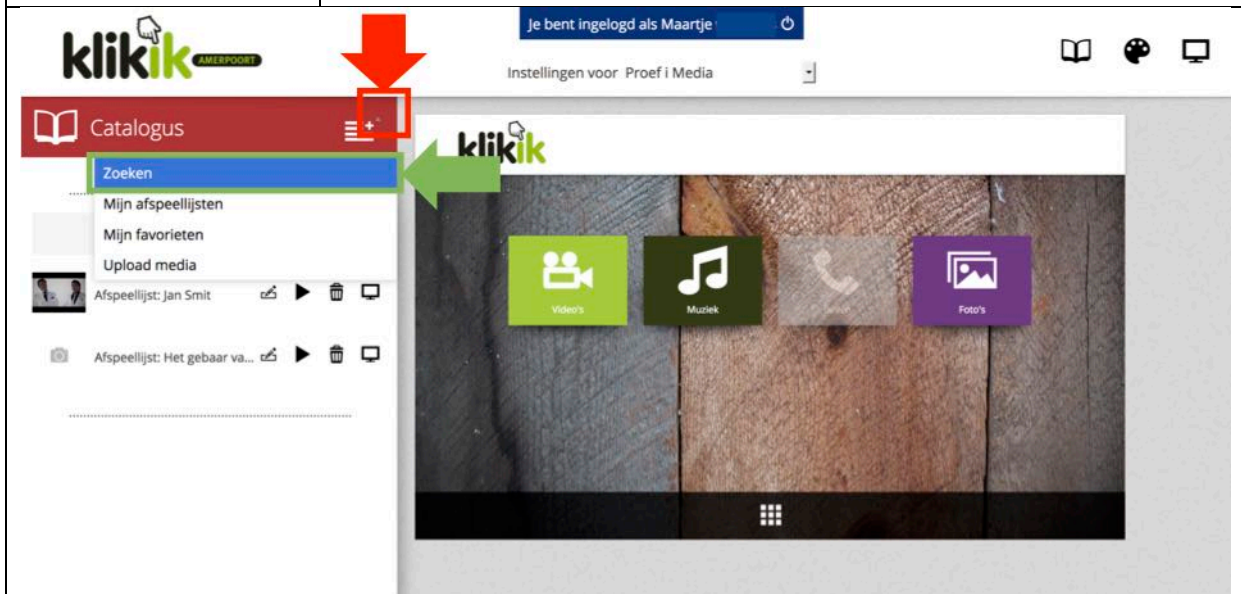 klikik AMERPOORT
Je bent ingelogd als Maartje
Instellingen voor Proef i Media
Catalogus
Zoeken
Mijn afspeellijsten
Mijn favorieten
Upload media
Afspeellijst: Jan Smit
Afspeellijst: Het gebaar va...
klikik
Video's
Muziek
Foto's